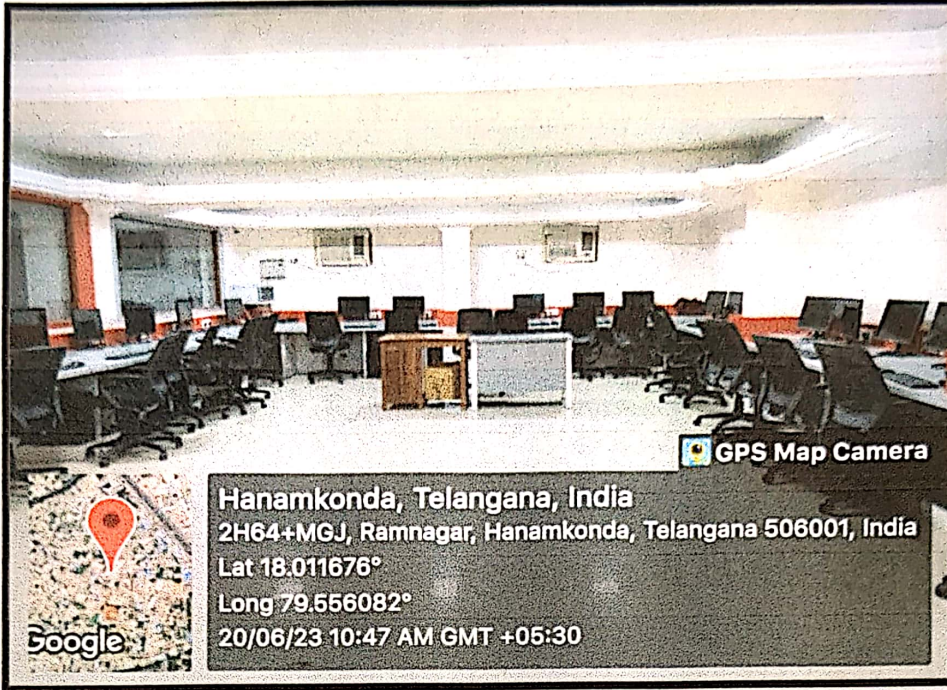 GPS Map Camera
Hanamkonda, Telangana, India
2H64+MGJ, Ramnagar, Hanamkonda, Telangana 506001, India
Lat 18.011676°
Long 79.556082°
20/06/23 10:47 AM GMT +05:30
Google